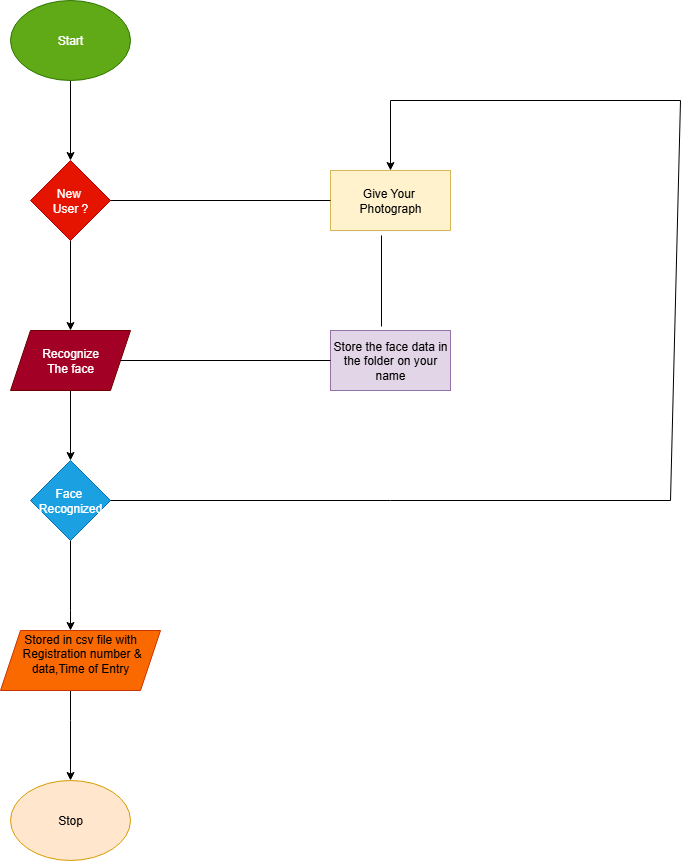 Start
New
User ?
Give Your
Photograph
Recognize
The face
Store the face data in
the folder on your
name
Face
Recognized
Stored in csv file with
Registration number &
data,Time of Entry
Stop